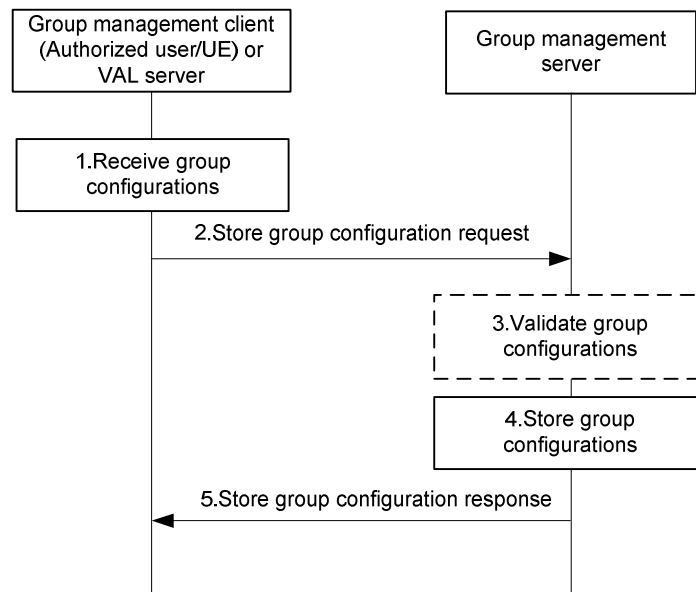 Group management client
(Authorized user/UE) or
VAL server
Group management
server
1.Receive group
configurations
2.Store group configuration request
3.Validate group
configurations
4.Store group
configurations
5.Store group configuration response